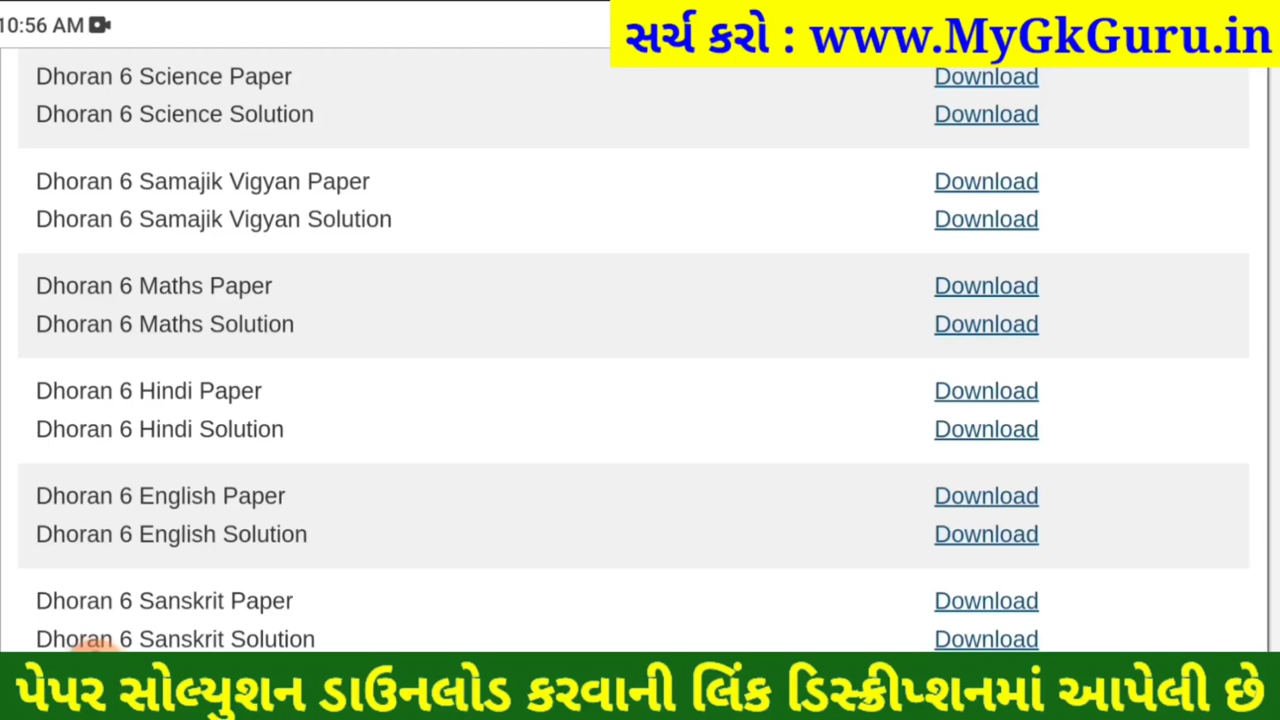 10:56 AM
સર્ચ કરો : www.MyGkGuru.in
Dhoran 6 Science Paper Download
Dhoran 6 Science Solution Download
Dhoran 6 Samajik Vigyan Paper Download
Dhoran 6 Samajik Vigyan Solution Download
Dhoran 6 Maths Paper Download
Dhoran 6 Maths Solution Download
Dhoran 6 Hindi Paper Download
Dhoran 6 Hindi Solution Download
Dhoran 6 English Paper Download
Dhoran 6 English Solution Download
Dhoran 6 Sanskrit Paper Download
Dhoran 6 Sanskrit Solution Download
પેપર સોલ્યુશન ડાઉનલોડ કરવાની લિંક ડિસ્ક્રીપ્શનમાં આપેલી છે